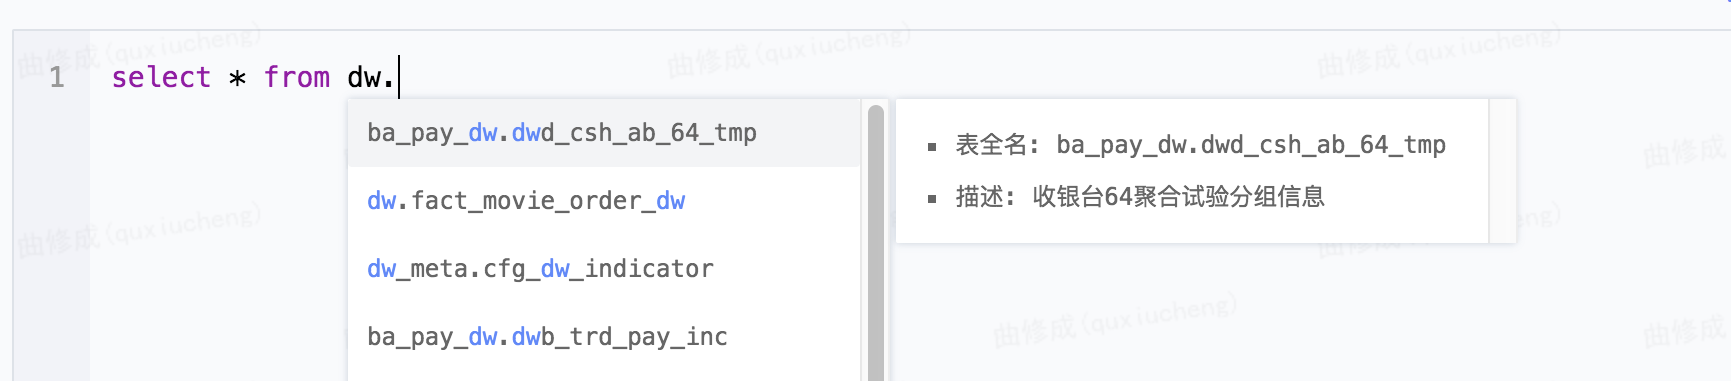 曲修成(quxiucheng)
曲修成(quxiucheng)
曲修成(quxiucheng)
1 select * from dw.
ba_pay_dw.dwd_csh_ab_64_tmp
dw.fact_movie_order_dw
dw_meta.cfg_dw_indicator
ba_pay_dw.dwb_trd_pay_inc
表全名: ba_pay_dw.dwd_csh_ab_64_tmp
描述: 收银台64聚合试验分组信息
曲修成
曲修成(quxiucheng)
曲修成(quxiucheng)
曲修成